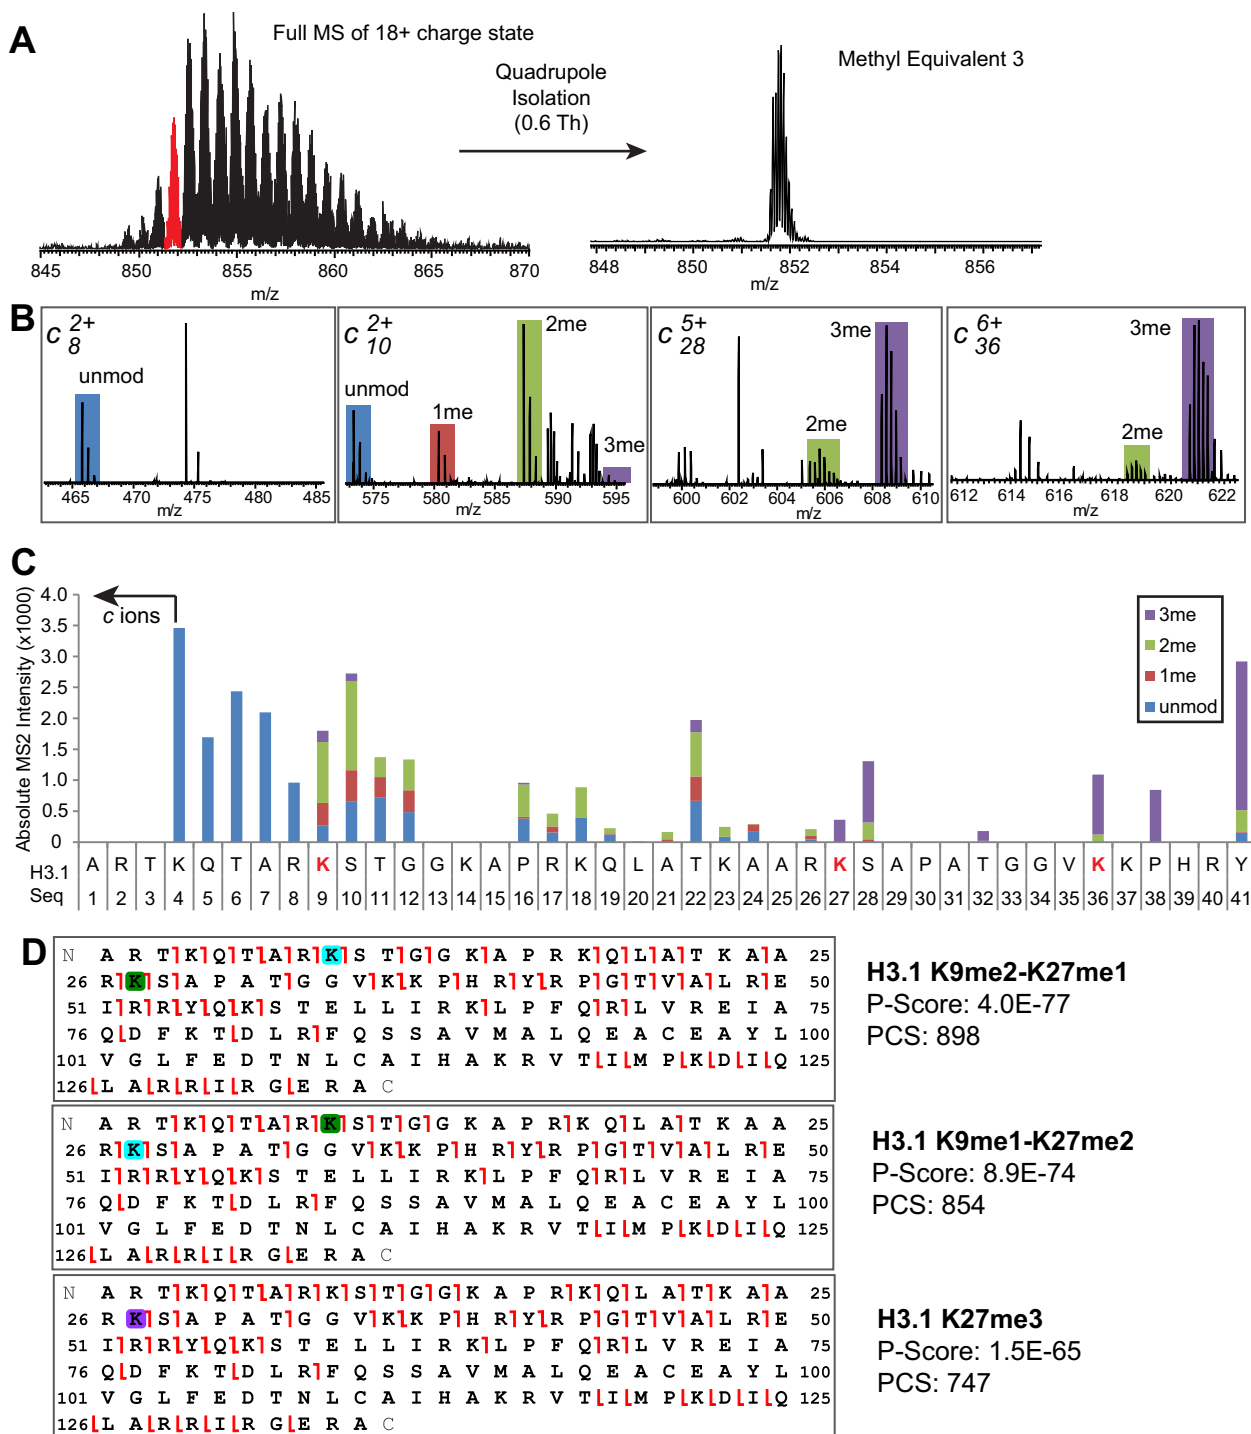 A
Full MS of 18+ charge state
Quadrupole
Isolation
(0.6 Th)
Methyl Equivalent 3
845 850 855 860 865 870
m/z
848 850 852 854 856
m/z
B
c 2+ 8
unmod
465 470 475 480 485
m/z
c 2+ 10
unmod
1me
2me
3me
575 580 585 590 595
m/z
c 5+ 28
2me
3me
600 602 604 606 608 610
m/z
c 6+ 36
2me
3me
612 614 616 618 620 622
m/z
C
Absolute MS2 Intensity (x1000)
4.0
3.5
3.0
2.5
2.0
1.5
1.0
0.5
0
c ions
3me
2me
1me
unmod
H3.1 A R T K Q T A R K S T G G K A P R K Q L A T K A A R K S A P A T G G V K K P H R Y
Seq 1 2 3 4 5 6 7 8 9 10 11 12 13 14 15 16 17 18 19 20 21 22 23 24 25 26 27 28 29 30 31 32 33 34 35 36 37 38 39 40 41
D
N A R T K Q T A R K S T G G K A P R K Q L A T K A A 25
26 R K S A P A T G G V K K P H R Y R P G T V A L R E 50
51 I R R Y Q K S T E L L I R K L P F Q R L V R E I A 75
76 Q D F K T D L R F Q S S A V M A L Q E A C E A Y L 100
101 V G L F E D T N L C A I H A K R V T I M P K D I Q 125
126 L A R R I R G E R A C
H3.1 K9me2-K27me1
P-Score: 4.0E-77
PCS: 898
N A R T K Q T A R K S T G G K A P R K Q L A T K A A 25
26 R K S A P A T G G V K K P H R Y R P G T V A L R E 50
51 I R R Y Q K S T E L L I R K L P F Q R L V R E I A 75
76 Q D F K T D L R F Q S S A V M A L Q E A C E A Y L 100
101 V G L F E D T N L C A I H A K R V T I M P K D I Q 125
126 L A R R I R G E R A C
H3.1 K9me1-K27me2
P-Score: 8.9E-74
PCS: 854
N A R T K Q T A R K S T G G K A P R K Q L A T K A A 25
26 R K S A P A T G G V K K P H R Y R P G T V A L R E 50
51 I R R Y Q K S T E L L I R K L P F Q R L V R E I A 75
76 Q D F K T D L R F Q S S A V M A L Q E A C E A Y L 100
101 V G L F E D T N L C A I H A K R V T I M P K D I Q 125
126 L A R R I R G E R A C
H3.1 K27me3
P-Score: 1.5E-65
PCS: 747